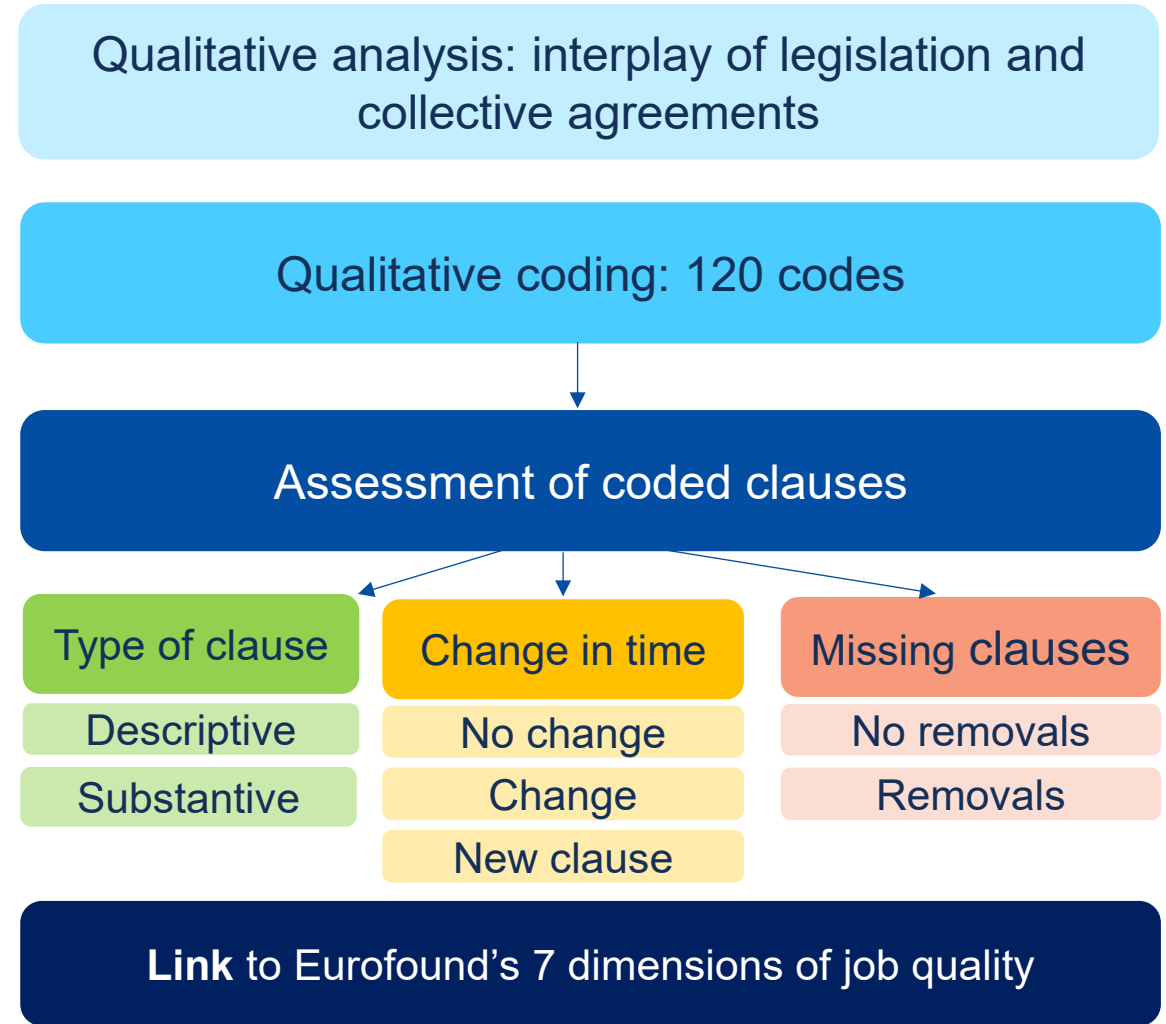 Qualitative analysis: interplay of legislation and
collective agreements
Qualitative coding: 120 codes
Assessment of coded clauses
Type of clause
Descriptive
Substantive
Change in time
No change
Change
New clause
Missing clauses
No removals
Removals
Link to Eurofound's 7 dimensions of job quality